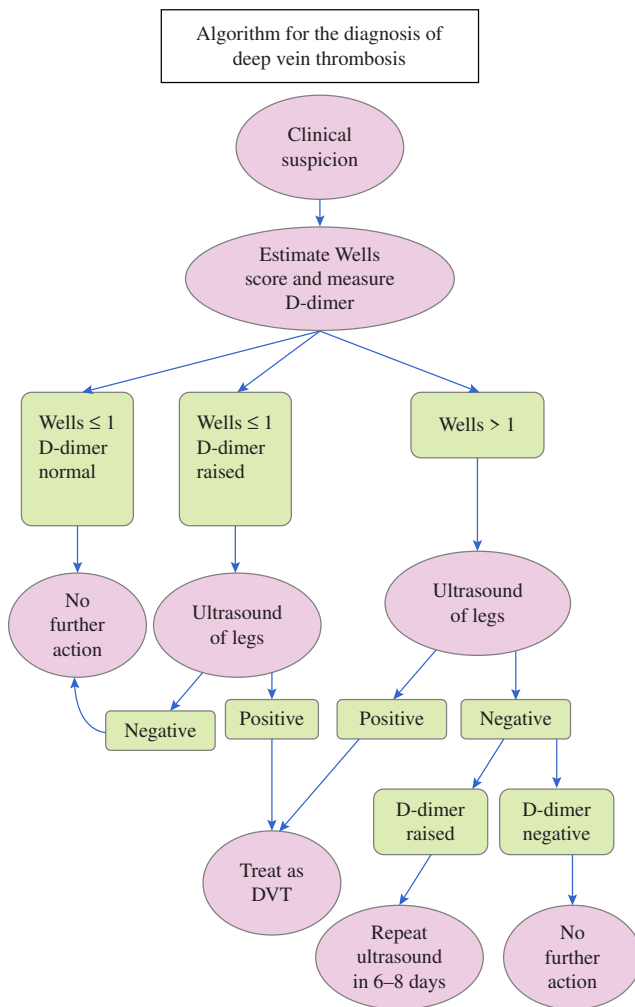 Algorithm for the diagnosis of
deep vein thrombosis
Clinical
suspicion
Estimate Wells
score and measure
D-dimer
Wells ≤ 1
D-dimer
normal
Wells ≤ 1
D-dimer
raised
Wells > 1
No
further
action
Ultrasound
of legs
Ultrasound
of legs
Negative
Positive
Positive
Negative
D-dimer
raised
D-dimer
negative
Treat as
DVT
Repeat
ultrasound
in 6–8 days
No
further
action